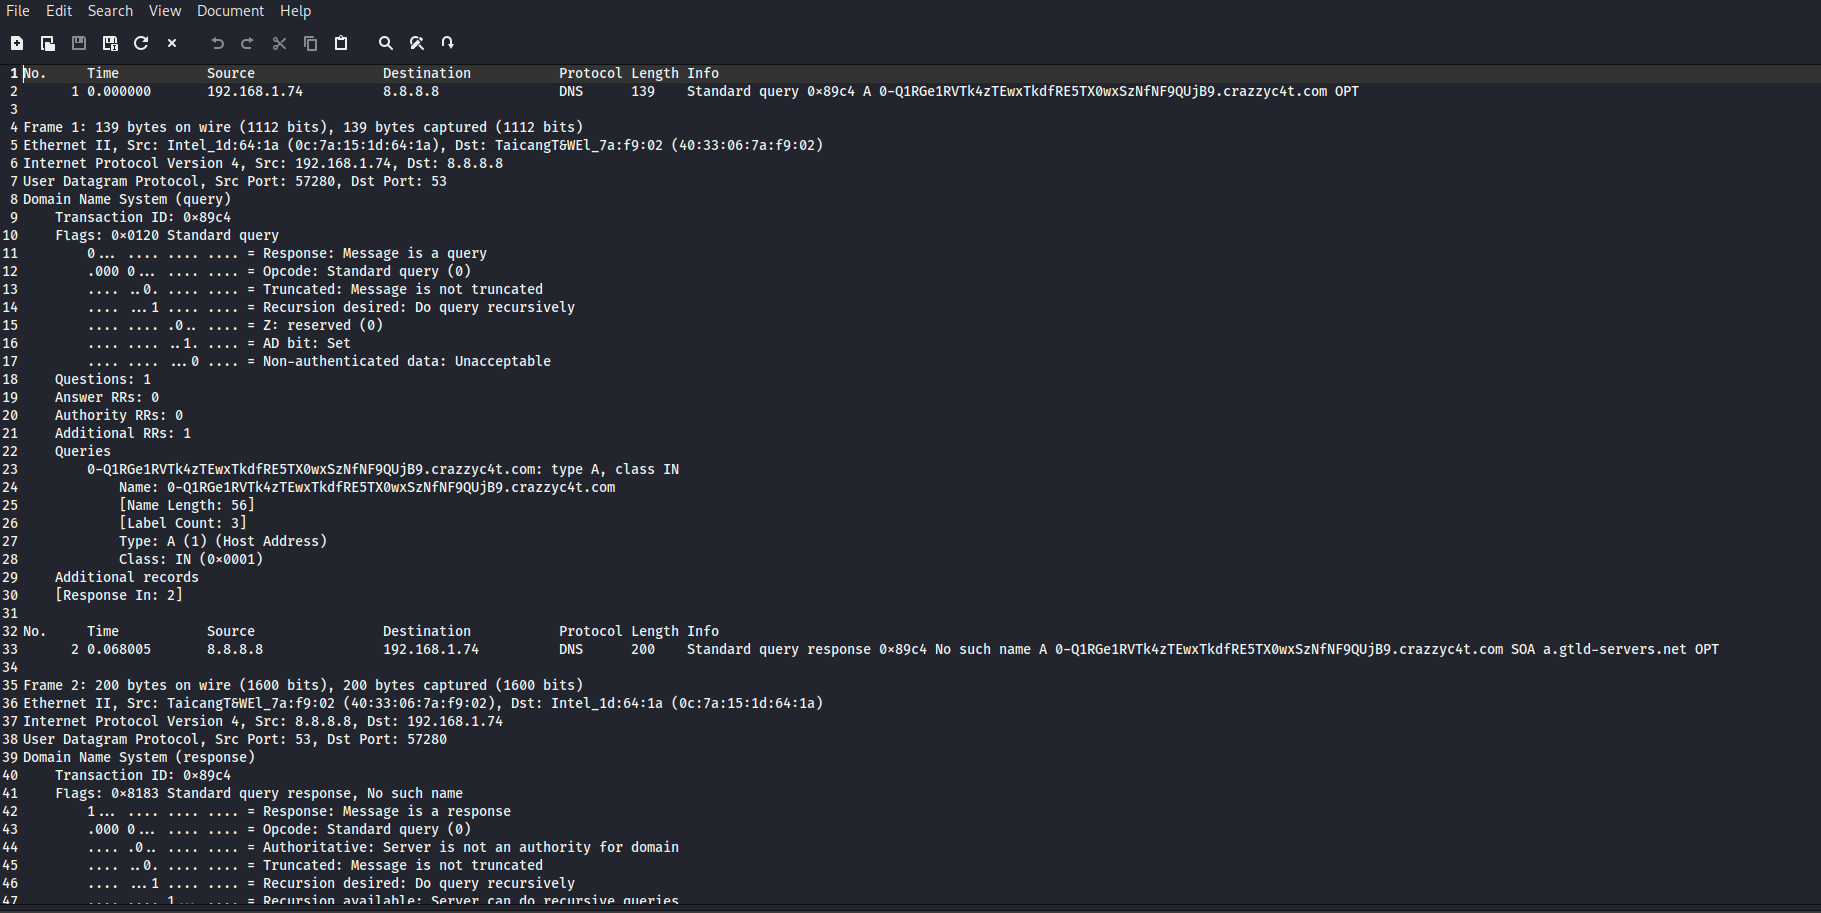 File Edit Search View Document Help
1 No. Time Source Destination Protocol Length Info
2 1 0.000000 192.168.1.74 8.8.8.8 DNS 139 Standard query 0×89c4 A 0-Q1RGe1RVTk4zTEwxTkdfRE5TX0wxSzNfNF9QUjB9.crazzyc4t.com OPT
3
4 Frame 1: 139 bytes on wire (1112 bits), 139 bytes captured (1112 bits)
5 Ethernet II, Src: Intel_1d:64:1a (0c:7a:15:1d:64:1a), Dst: TaicangT&WEl_7a:f9:02 (40:33:06:7a:f9:02)
6 Internet Protocol Version 4, Src: 192.168.1.74, Dst: 8.8.8.8
7 User Datagram Protocol, Src Port: 57280, Dst Port: 53
8 Domain Name System (query)
9 Transaction ID: 0×89c4
10 Flags: 0×0120 Standard query
11 0... .... .... .... = Response: Message is a query
12 .000 0... .... .... = Opcode: Standard query (0)
13 .... ..0. .... .... = Truncated: Message is not truncated
14 .... ...1 .... .... = Recursion desired: Do query recursively
15 .... .... .0.. .... = Z: reserved (0)
16 .... .... ..1. .... = AD bit: Set
17 .... .... ...0 .... = Non-authenticated data: Unacceptable
18 Questions: 1
19 Answer RRs: 0
20 Authority RRs: 0
21 Additional RRs: 1
22 Queries
23 0-Q1RGe1RVTk4zTEwxTkdfRE5TX0wxSzNfNF9QUjB9.crazzyc4t.com: type A, class IN
24 Name: 0-Q1RGe1RVTk4zTEwxTkdfRE5TX0wxSzNfNF9QUjB9.crazzyc4t.com
25 [Name Length: 56]
26 [Label Count: 3]
27 Type: A (1) (Host Address)
28 Class: IN (0×0001)
29 Additional records
30 [Response In: 2]
31
32 No. Time Source Destination Protocol Length Info
33 2 0.068005 8.8.8.8 192.168.1.74 DNS 200 Standard query response 0×89c4 No such name A 0-Q1RGe1RVTk4zTEwxTkdfRE5TX0wxSzNfNF9QUjB9.crazzyc4t.com SOA a.gtld-servers.net OPT
34
35 Frame 2: 200 bytes on wire (1600 bits), 200 bytes captured (1600 bits)
36 Ethernet II, Src: TaicangT&WEl_7a:f9:02 (40:33:06:7a:f9:02), Dst: Intel_1d:64:1a (0c:7a:15:1d:64:1a)
37 Internet Protocol Version 4, Src: 8.8.8.8, Dst: 192.168.1.74
38 User Datagram Protocol, Src Port: 53, Dst Port: 57280
39 Domain Name System (response)
40 Transaction ID: 0×89c4
41 Flags: 0×8183 Standard query response, No such name
42 1... .... .... .... = Response: Message is a response
43 .000 0... .... .... = Opcode: Standard query (0)
44 .... .0.. .... .... = Authoritative: Server is not an authority for domain
45 .... ..0. .... .... = Truncated: Message is not truncated
46 .... ...1 .... .... = Recursion desired: Do query recursively
47 .... .... 1... .... = Recursion available: Server can do recursive queries